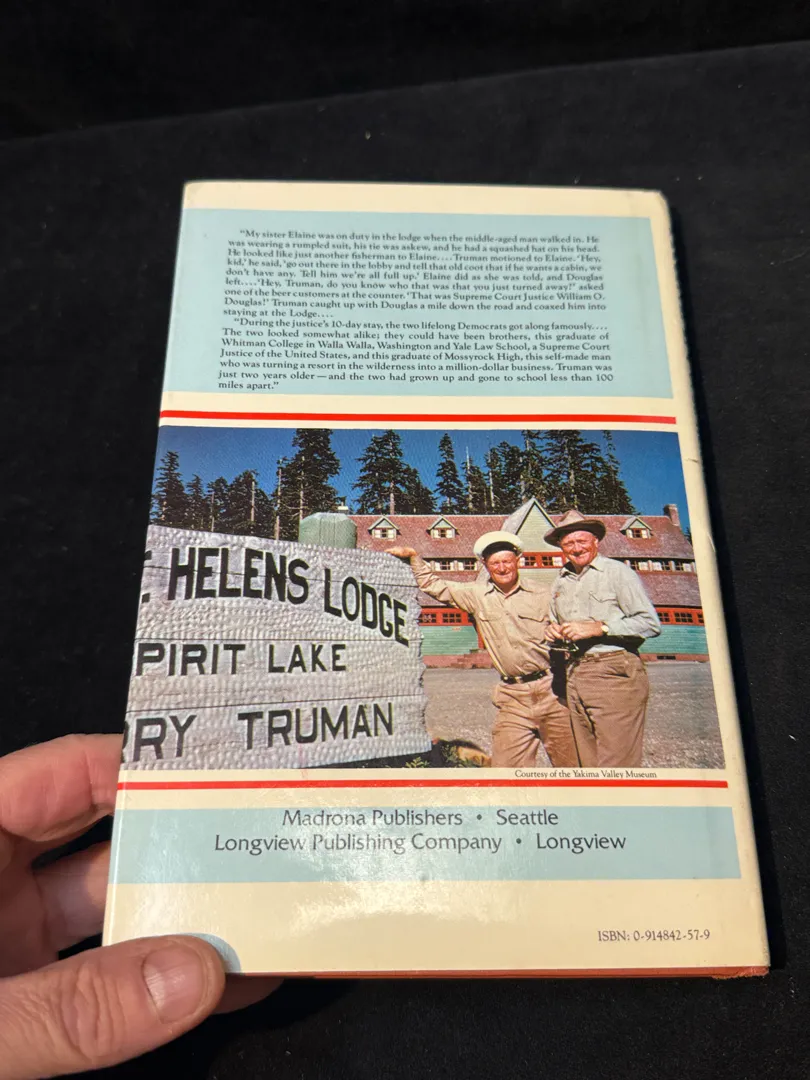 "My sister Elaine was on duty in the lodge when the middle-aged man walked in. He
was wearing a rumpled suit, his tie was askew, and he had a squashed hat on his head.
He looked like just another fisherman to Elaine....Truman motioned to Elaine. 'Hey,
kid,' he said, 'go out there in the lobby and tell that old coot that if he wants a cabin, we
don't have any. Tell him we're all full up.' Elaine did as she was told, and Douglas
left....'Hey, Truman, do you know who that was that you just turned away?' asked
one of the beer customers at the counter. 'That was Supreme Court Justice William O.
Douglas!' Truman caught up with Douglas a mile down the road and coaxed him into
staying at the Lodge....
"During the justice's 10-day stay, the two lifelong Democrats got along famously....
The two looked somewhat alike; they could have been brothers, this graduate of
Whitman College in Walla Walla, Washington and Yale Law School, a Supreme Court
Justice of the United States, and this graduate of Mossyrock High, this self-made man
who was turning a resort in the wilderness into a million-dollar business. Truman was
just two years older—and the two had grown up and gone to school less than 100
miles apart."
. HELENS LODGE
PIRIT LAKE
RRY TRUMAN
Courtesy of the Yakima Valley Museum
Madrona Publishers • Seattle
Longview Publishing Company • Longview
ISBN: 0-914842-57-9